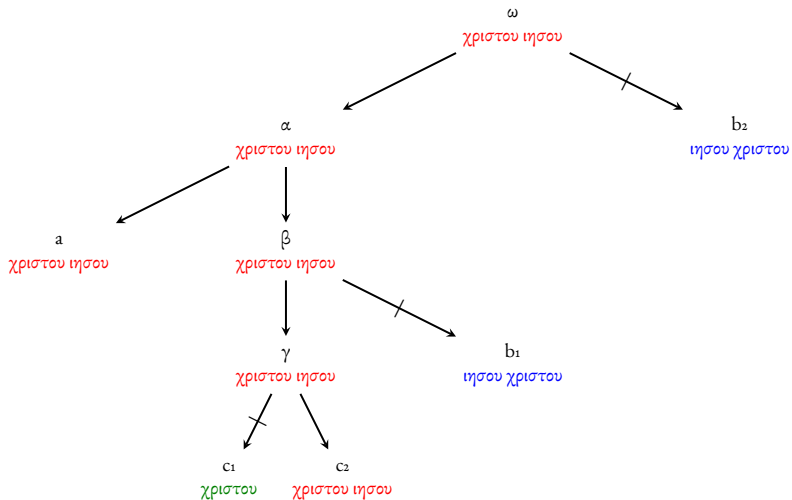 ω
χριστου ιησου
α
χριστου ιησου
b2
ιησου χριστου
a
χριστου ιησου
β
χριστου ιησου
γ
χριστου ιησου
b1
ιησου χριστου
c1
χριστου
c2
χριστου ιησου